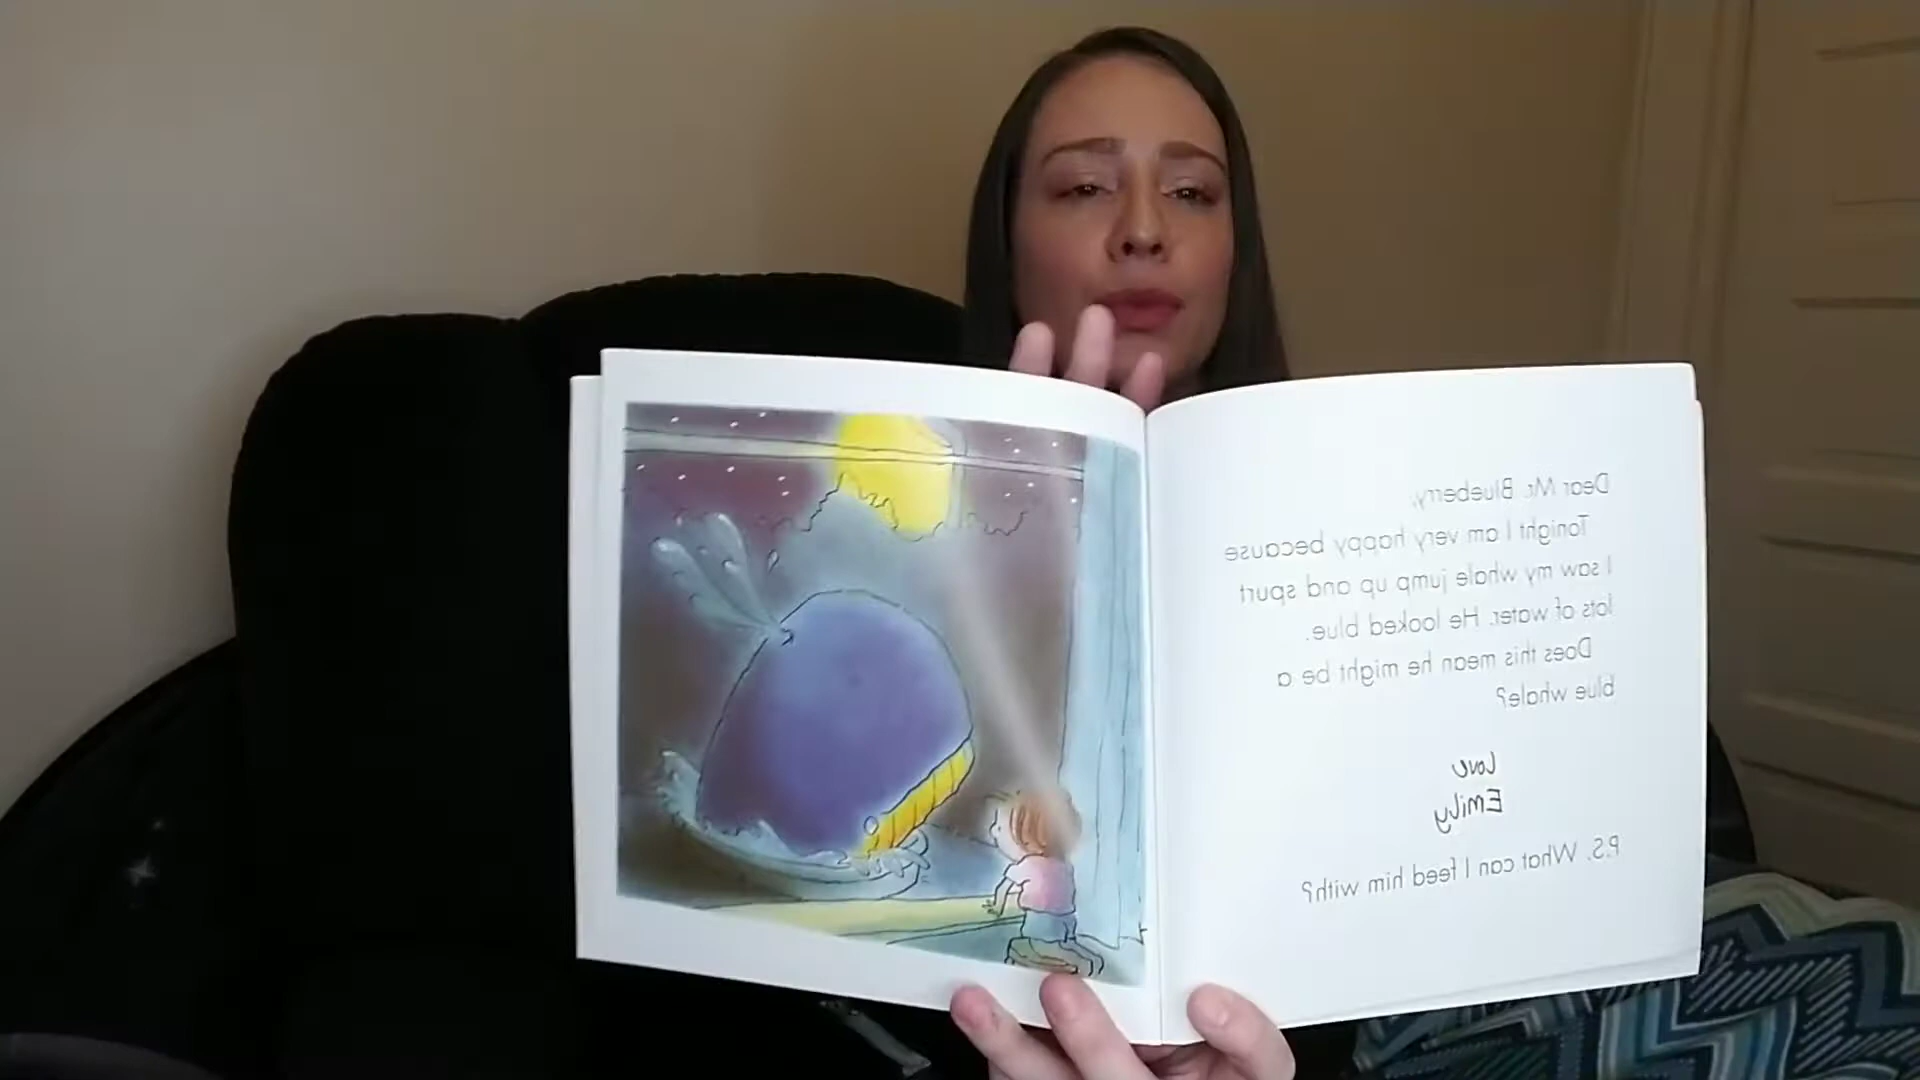 Dear Mr. Blueberry,
Tonight I am very happy because
I saw my whale jump up and spurt
lots of water. He looked blue.
Does this mean he might be a
blue whale?
Love
Emily
P.S. What can I feed him with?